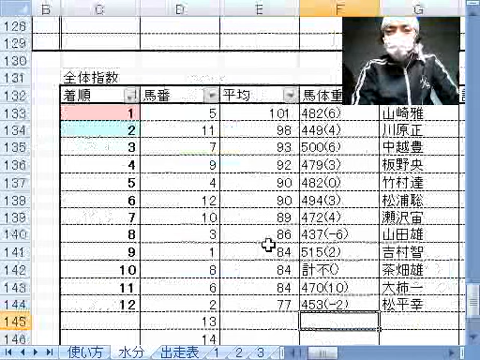 B C D E F G
128
129
130
131 全体指数
132 着順 馬番 平均 馬体重
133 1 5 101 482(6) 山崎雅
134 2 11 98 449(4) 川原正
135 3 7 93 500(6) 中越豊
136 4 9 92 479(3) 板野央
137 5 4 90 482(0) 竹村達
138 6 12 90 494(3) 松浦聡
139 7 10 89 472(4) 瀬沢宙
140 8 3 86 437(-6) 山田雄
141 9 1 84 515(2) 吉村智
142 10 8 84 計不() 茶畑雄
143 11 6 84 470(10) 大柿一
144 12 2 77 453(-2) 松平幸
145 13
146 14
使い方 水分 出走表 1 2 3